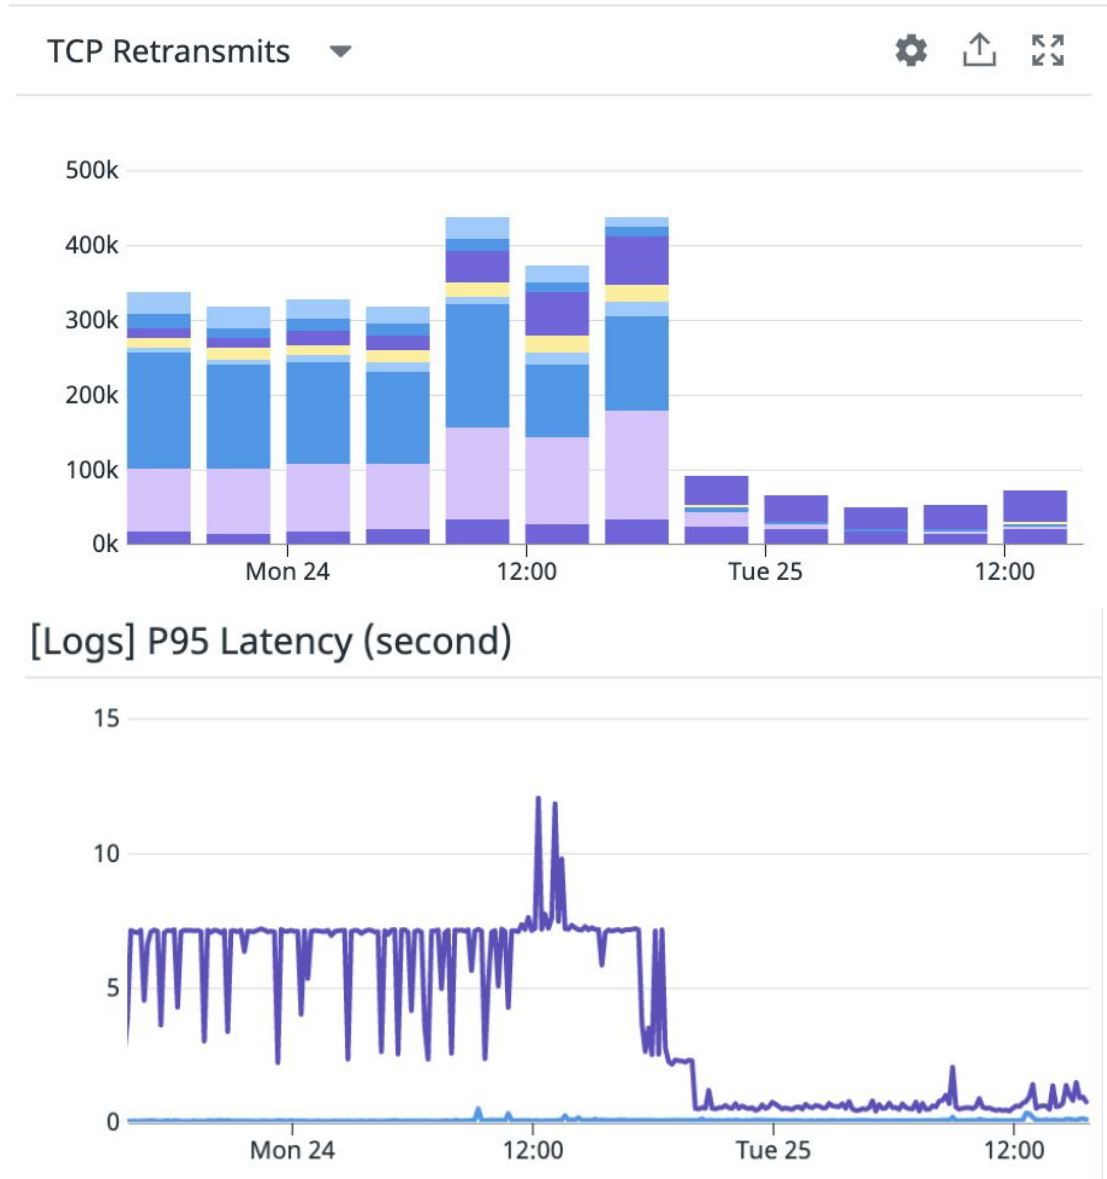 TCP Retransmits
500k
400k
300k
200k
100k
0k
Mon 24 12:00 Tue 25 12:00
[Logs] P95 Latency (second)
15
10
5
0
Mon 24 12:00 Tue 25 12:00